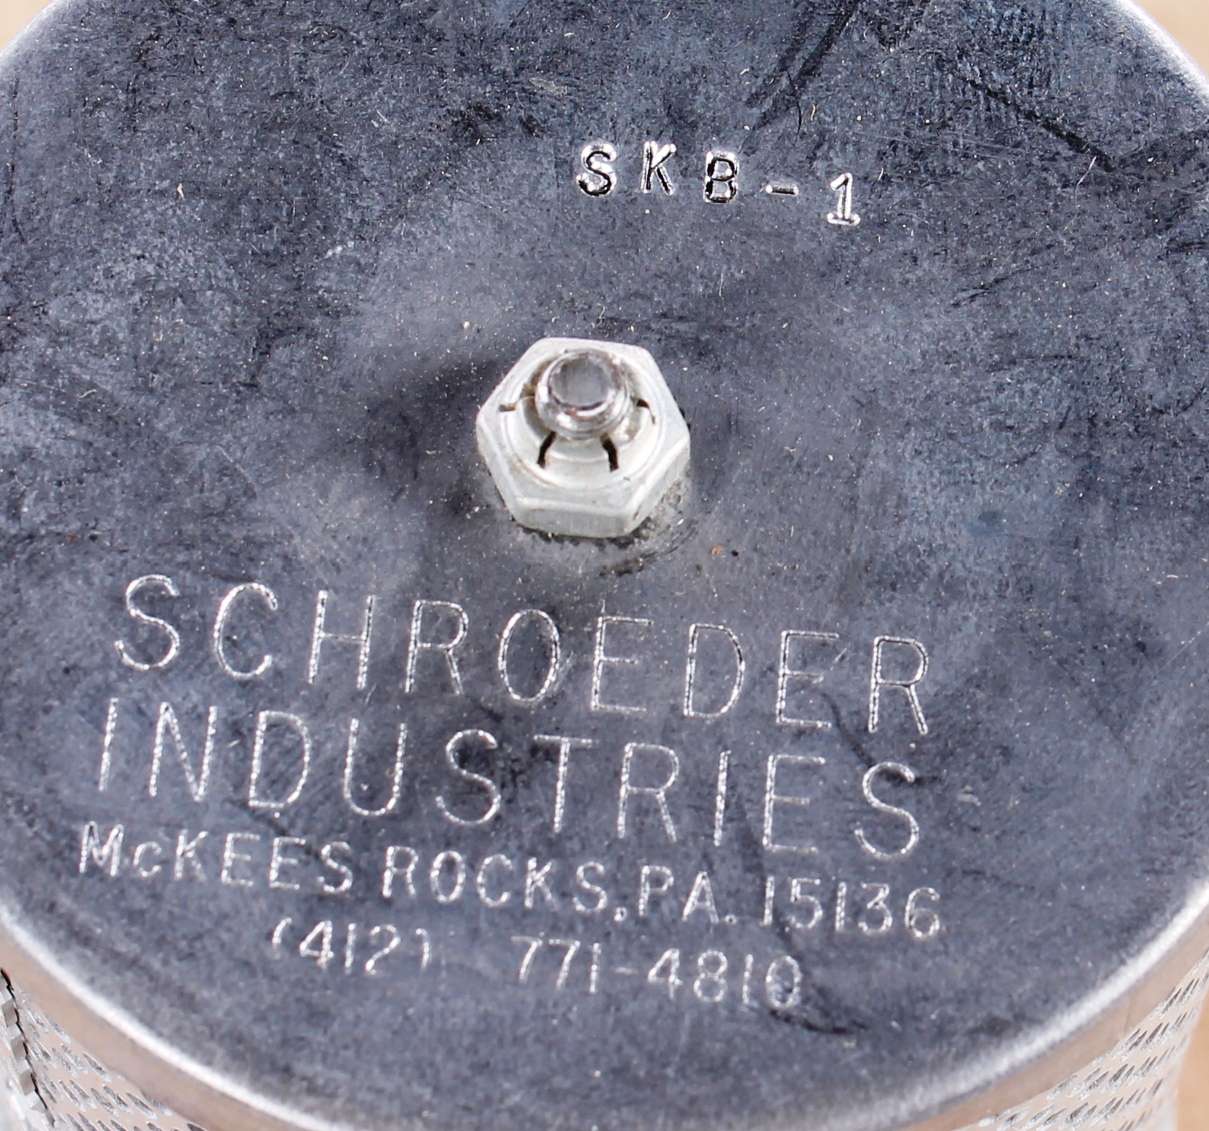 SKB-1
SCHROEDER
INDUSTRIES
McKEES ROCKS, PA. 15136
(412) 771-4810